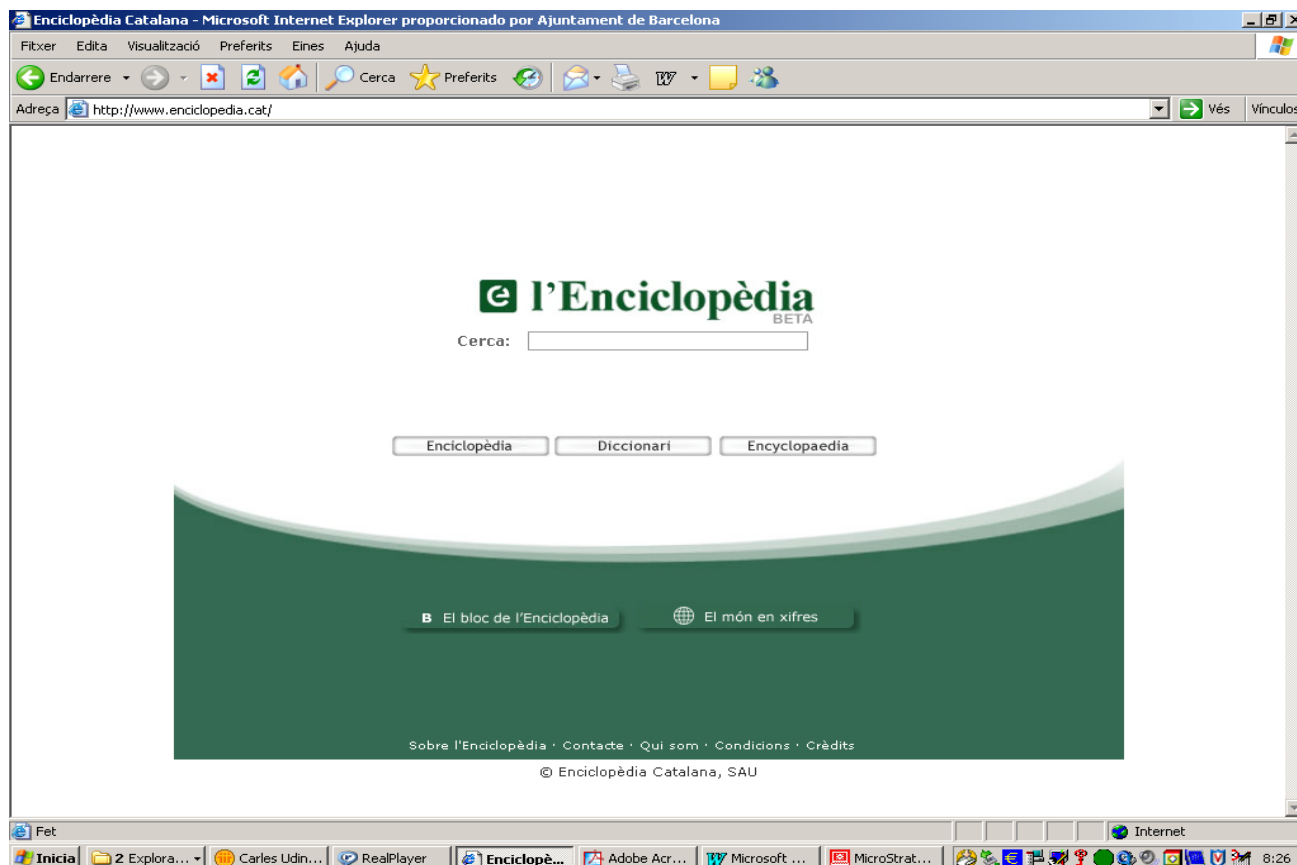 Enciclopèdia Catalana - Microsoft Internet Explorer proporcionado por Ajuntament de Barcelona
Fitxer Edita Visualització Preferits Eines Ajuda
Endarrere Cerca Preferits
Adreça http://www.enciclopedia.cat/ Vés Vínculos
l'Enciclopèdia
BETA
Cerca:
Enciclopèdia Diccionari Encyclopaedia
B El bloc de l'Enciclopèdia El món en xifres
Sobre l'Enciclopèdia · Contacte · Qui som · Condicions · Crèdits
© Enciclopèdia Catalana, SAU
Fet Internet
Inicia 2 Explora... Carles Udin... RealPlayer Enciclopè... Adobe Acr... Microsoft ... MicroStrat... 8:26